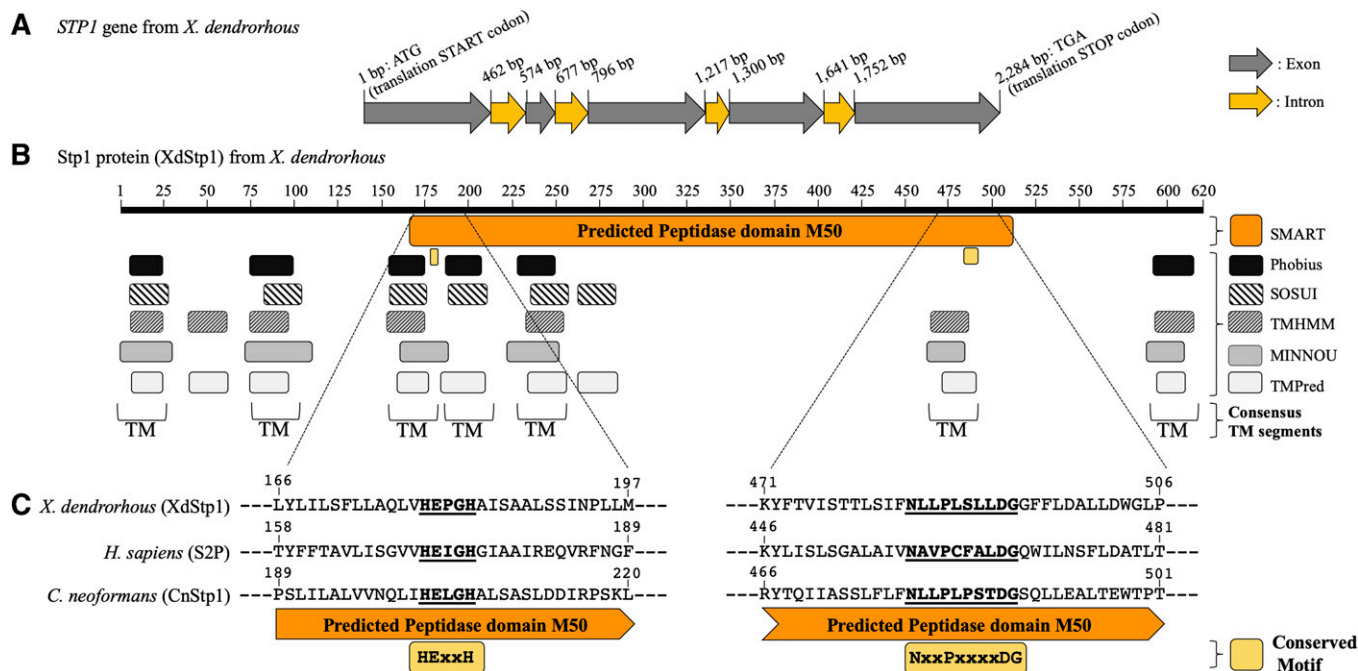 A STP1 gene from X. dendrorhous
1 bp: ATG
(translation START codon)
462 bp
574 bp
677 bp
796 bp
1,217 bp
1,300 bp
1,641 bp
1,752 bp
2,284 bp: TGA
(translation STOP codon)
: Exon
: Intron
B Stp1 protein (XdStp1) from X. dendrorhous
1 25 50 75 100 125 150 175 200 225 250 275 300 325 350 375 400 425 450 475 500 525 550 575 600 620
Predicted Peptidase domain M50
SMART
Phobius
SOSUI
TMHMM
MINNOU
TMPred
TM TM TM TM TM TM TM
Consensus
TM segments
C
166 197 471 506
X. dendrorhous (XdStp1) ---LYLILSFLLAQLVHEPGHAISAALSSINPLLM--- ---KYFTVISTTLSIFNLLPLSLLDGGFFLDALLDWGLP---
158 189 446 481
H. sapiens (S2P) ---TYFFTAVLISGVVHEIGHGIAAIREQVRFNGF--- ---KYLISLSGALAIVNAVPCFALDGQWILNSFLDATLT---
189 220 466 501
C. neoformans (CnStp1) ---PSLILALVVNQLIHELGHALSASLDDIRPSKL--- ---RYTQIIASSLFLFNLLPLPSTDGSQLLEALTEWTPT---
Predicted Peptidase domain M50 Predicted Peptidase domain M50
HExxH NxxPxxxxDG
Conserved
Motif